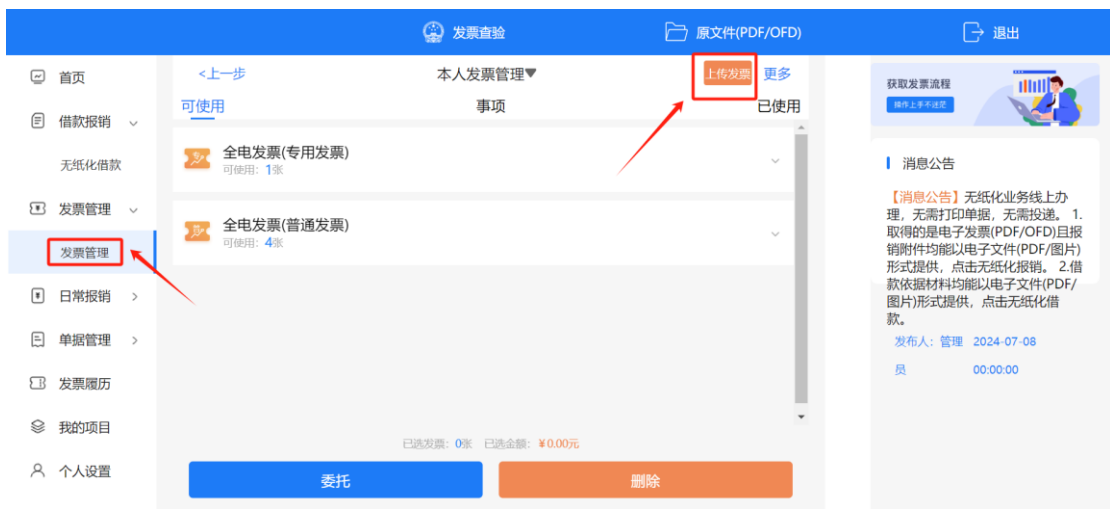 发票查验
原文件(PDF/OFD)
退出
首页
借款报销
无纸化借款
发票管理
发票管理
日常报销
单据管理
发票履历
我的项目
个人设置
<上一步
本人发票管理▼
上传发票
更多
可使用
事项
已使用
全电发票(专用发票)
可使用：1张
全电发票(普通发票)
可使用：4张
已选发票：0张 已选金额：￥0.00元
委托
删除
获取发票流程
操作上手不迷茫
消息公告
【消息公告】无纸化业务线上办
理，无需打印单据，无需投递。 1.
取得的是电子发票(PDF/OFD)且报
销附件均能以电子文件(PDF/图片)
形式提供，点击无纸化报销。 2.借
款依据材料均能以电子文件(PDF/
图片)形式提供，点击无纸化借
款。
发布人：管理 2024-07-08
员 00:00:00